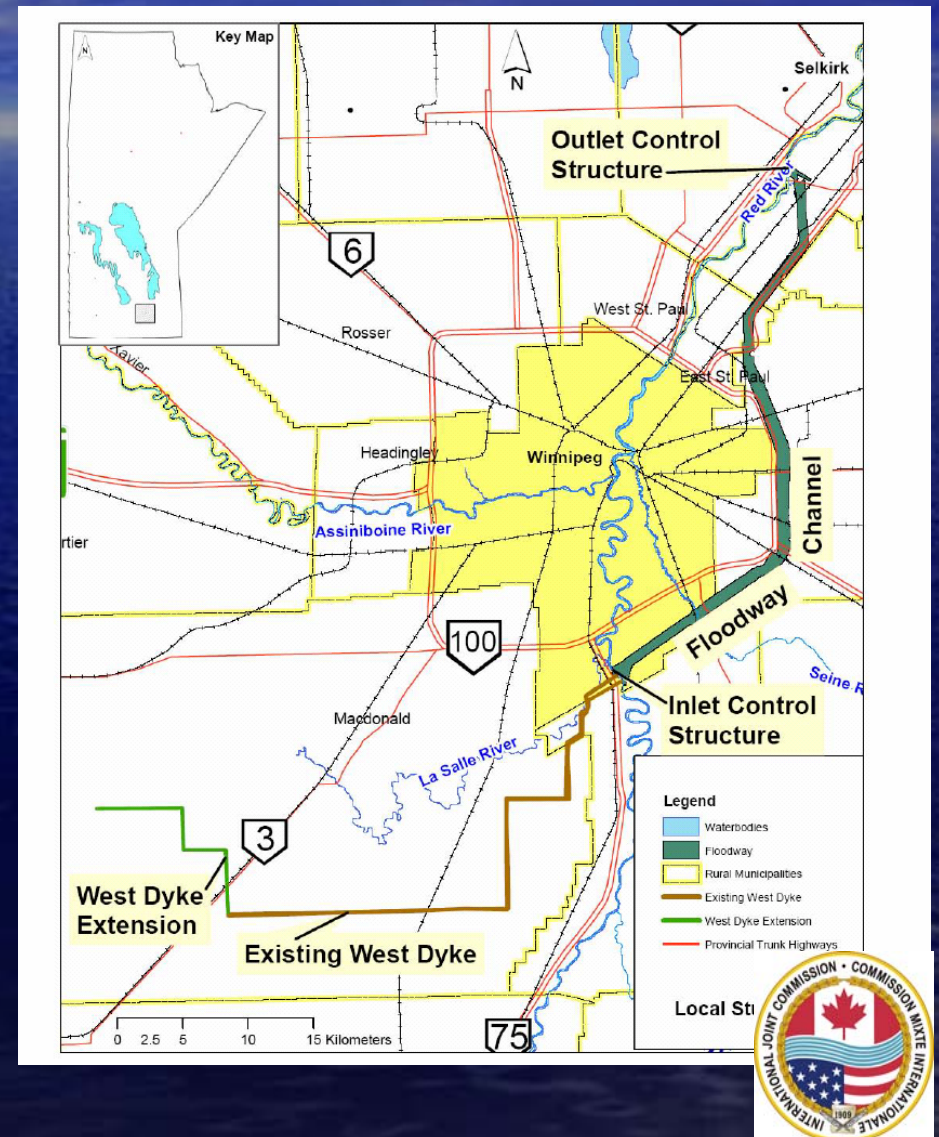 Key Map
N
N
Selkirk
Outlet Control
Structure
Red River
6
West St. Paul
Rosser
Xavier
East St. Paul
Headingley
Winnipeg
Channel
Assiniboine River
rtier
Floodway
100
Seine R
Inlet Control
Structure
Macdonald
La Salle River
3
West Dyke
Extension
Existing West Dyke
Legend
Waterbodies
Floodway
Rural Municipalities
Existing West Dyke
West Dyke Extension
Provincial Trunk Highways
Local Stu
0 2.5 5 10 15 Kilometers
75
INTERNATIONAL JOINT COMMISSION • COMMISSION MIXTE INTERNATIONALE
1909